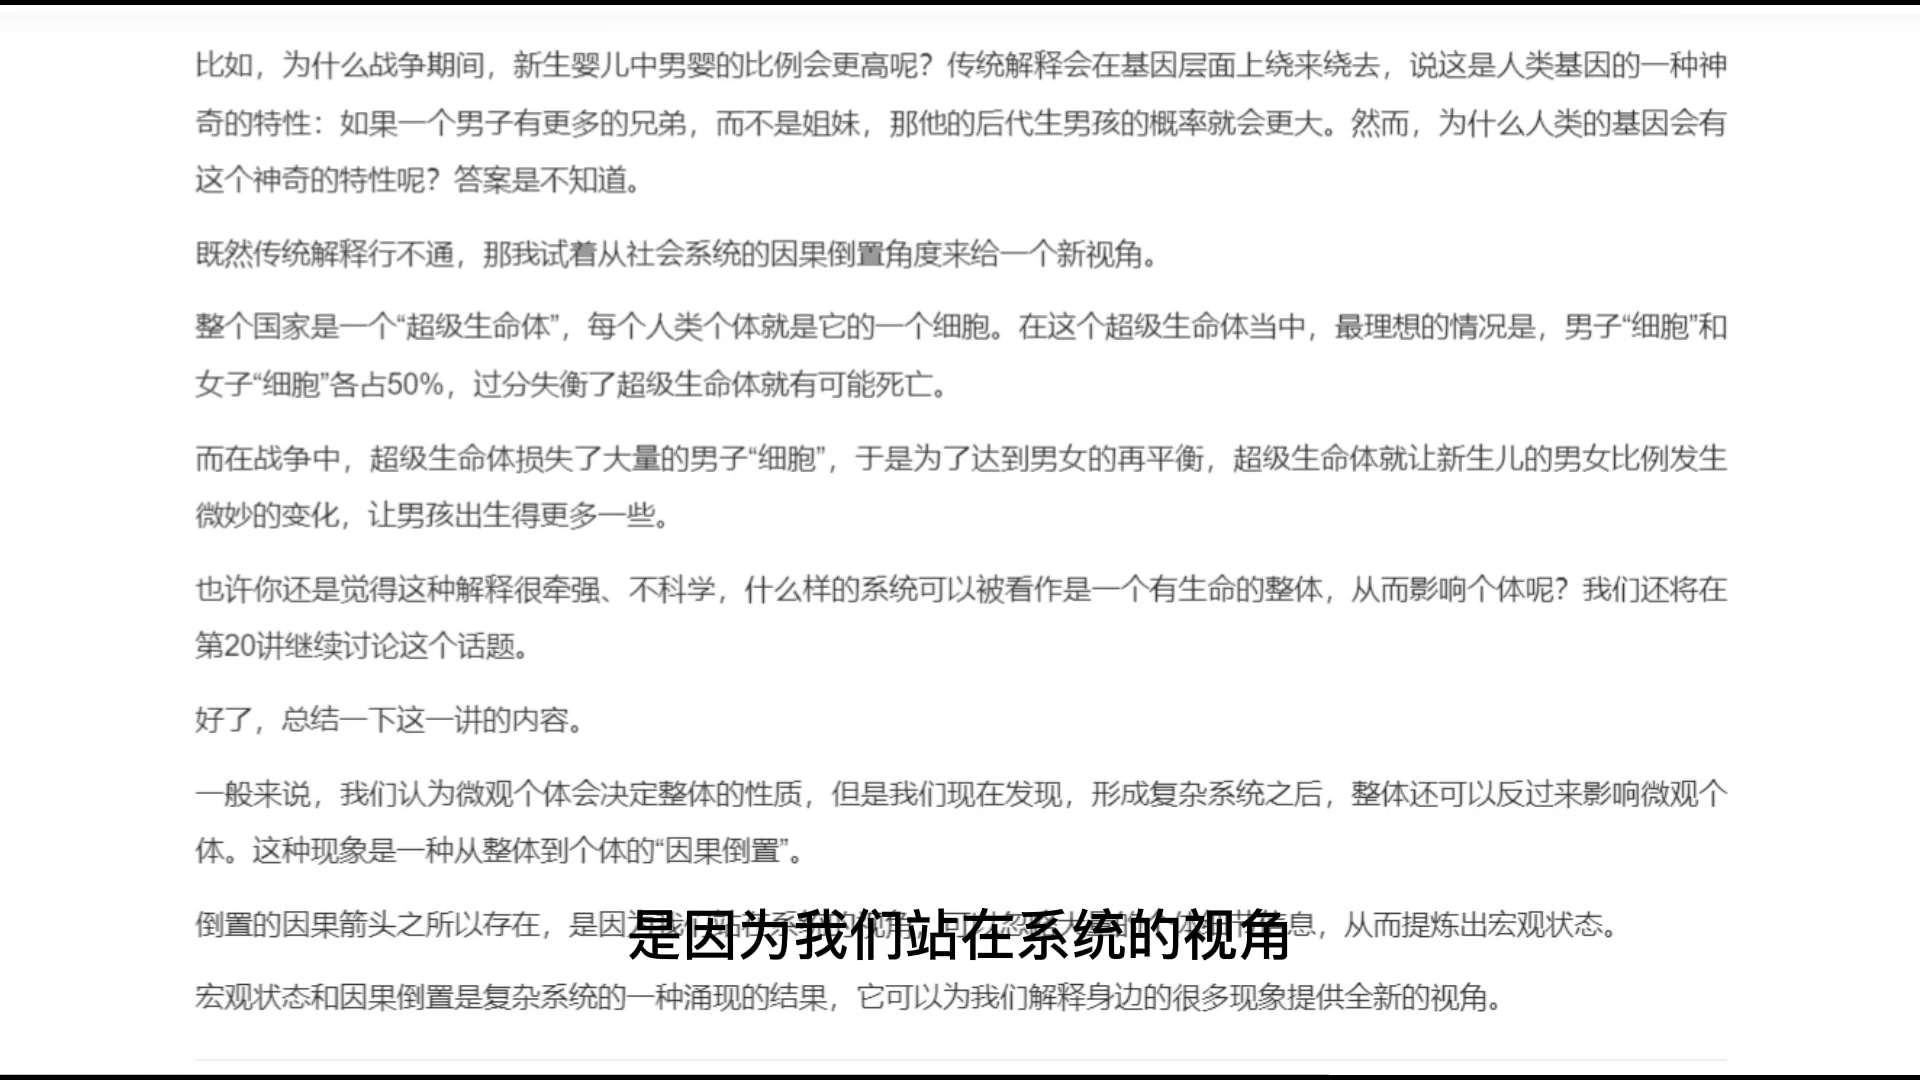 比如，为什么战争期间，新生婴儿中男婴的比例会更高呢？传统解释会在基因层面上绕来绕去，说这是人类基因的一种神
奇的特性：如果一个男子有更多的兄弟，而不是姐妹，那他的后代生男孩的概率就会更大。然而，为什么人类的基因会有
这个神奇的特性呢？答案是不知道。
既然传统解释行不通，那我试着从社会系统的因果倒置角度来给一个新视角。
整个国家是一个“超级生命体”，每个人类个体就是它的一个细胞。在这个超级生命体当中，最理想的情况是，男子“细胞”和
女子“细胞”各占50%，过分失衡了超级生命体就有可能死亡。
而在战争中，超级生命体损失了大量的男子“细胞”，于是为了达到男女的再平衡，超级生命体就让新生儿的男女比例发生
微妙的变化，让男孩出生得更多一些。
也许你还是觉得这种解释很牵强、不科学，什么样的系统可以被看作是一个有生命的整体，从而影响个体呢？我们还将在
第20讲继续讨论这个话题。
好了，总结一下这一讲的内容。
一般来说，我们认为微观个体会决定整体的性质，但是我们现在发现，形成复杂系统之后，整体还可以反过来影响微观个
体。这种现象是一种从整体到个体的“因果倒置”。
倒置的因果箭头之所以存在，是因为我们站在系统的视角，可以忽略大量的个体细节信息，从而提炼出宏观状态。
是因为我们站在系统的视角
宏观状态和因果倒置是复杂系统的一种涌现的结果，它可以为我们解释身边的很多现象提供全新的视角。